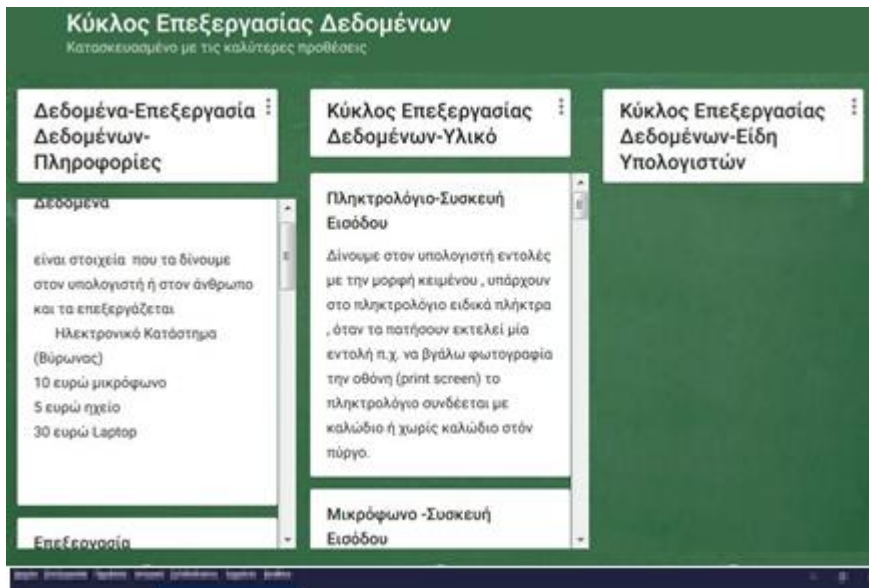 Κύκλος Επεξεργασίας Δεδομένων
Κατασκευασμένο με τις καλύτερες προθέσεις
Δεδομένα-Επεξεργασία
Δεδομένων-
Πληροφορίες
Δεδομένα
είναι στοιχεία που τα δίνουμε
στον υπολογιστή ή στον άνθρωπο
και τα επεξεργάζεται
Ηλεκτρονικό Κατάστημα
(Βύρωνας)
10 ευρώ μικρόφωνο
5 ευρώ ηχείο
30 ευρώ Laptop
Επεξεργασία
Κύκλος Επεξεργασίας
Δεδομένων-Υλικό
Πληκτρολόγιο-Συσκευή
Εισόδου
Δίνουμε στον υπολογιστή εντολές
με την μορφή κειμένου , υπάρχουν
στο πληκτρολόγιο ειδικά πλήκτρα
, όταν τα πατήσουν εκτελεί μία
εντολή π.χ. να βγάλω φωτογραφία
την οθόνη (print screen) το
πληκτρολόγιο συνδέεται με
καλώδιο ή χωρίς καλώδιο στόν
πύργο.
Μικρόφωνο -Συσκευή
Εισόδου
Κύκλος Επεξεργασίας
Δεδομένων-Είδη
Υπολογιστών